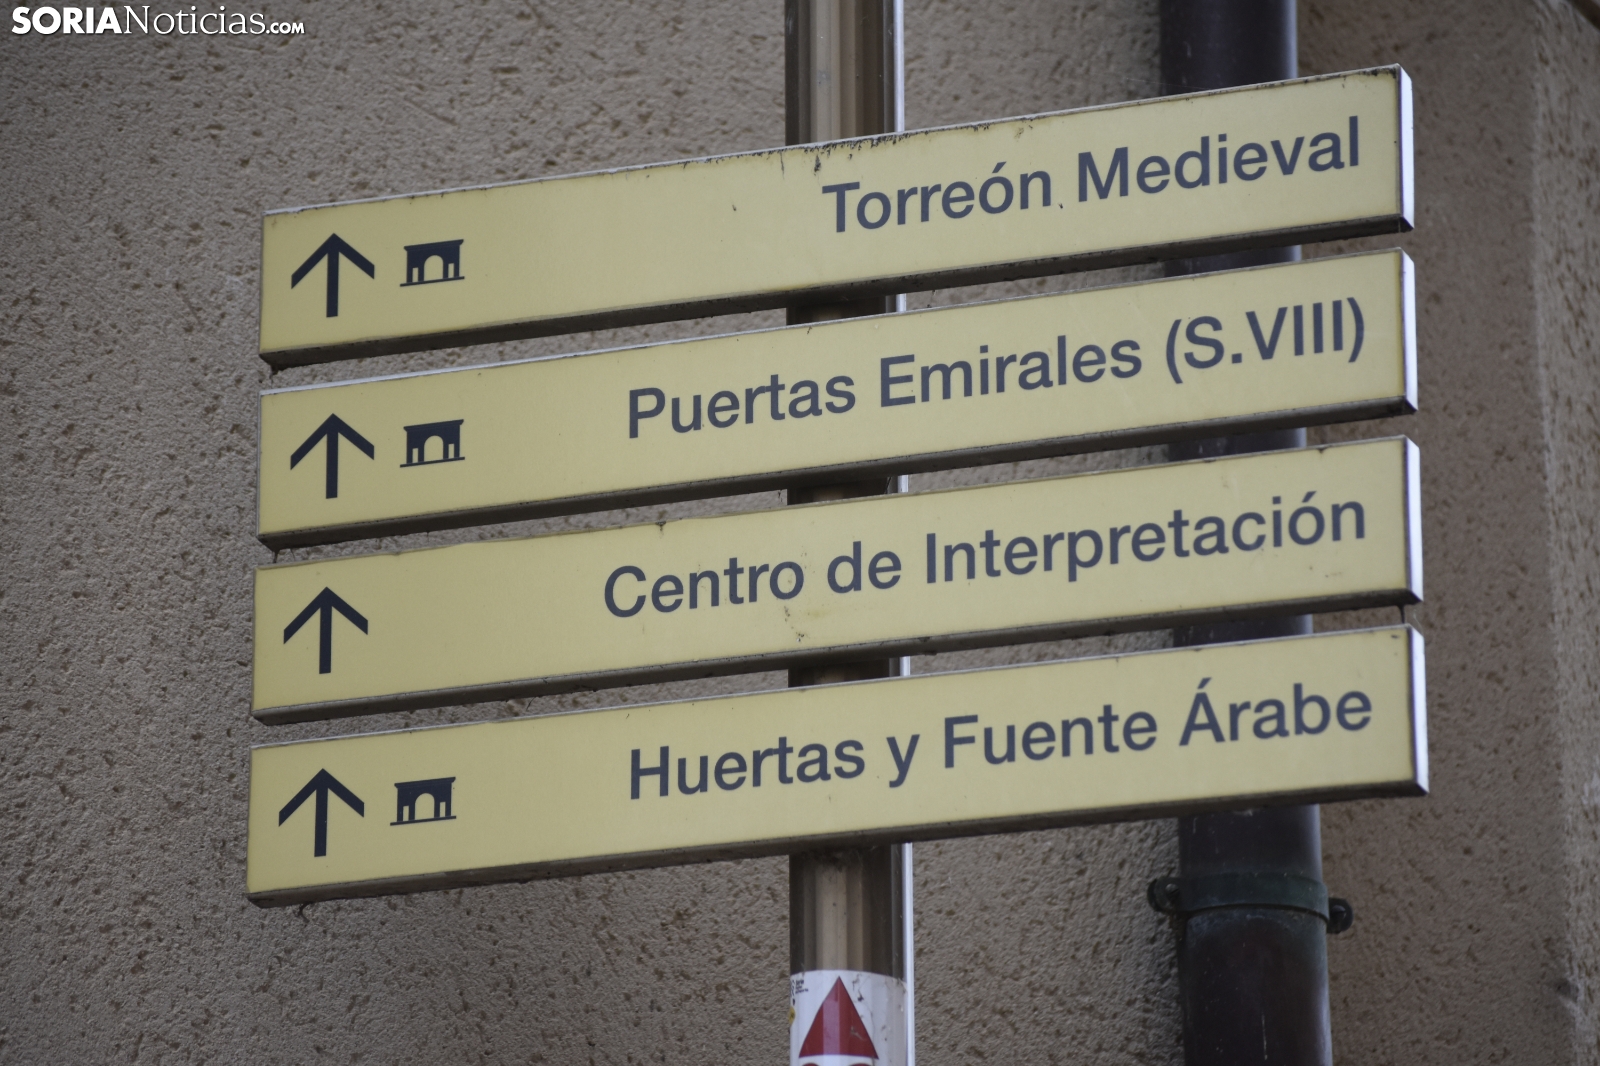 SORIANoticias.com
Torreón Medieval
Puertas Emirales (S.VIII)
Centro de Interpretación
Huertas y Fuente Árabe